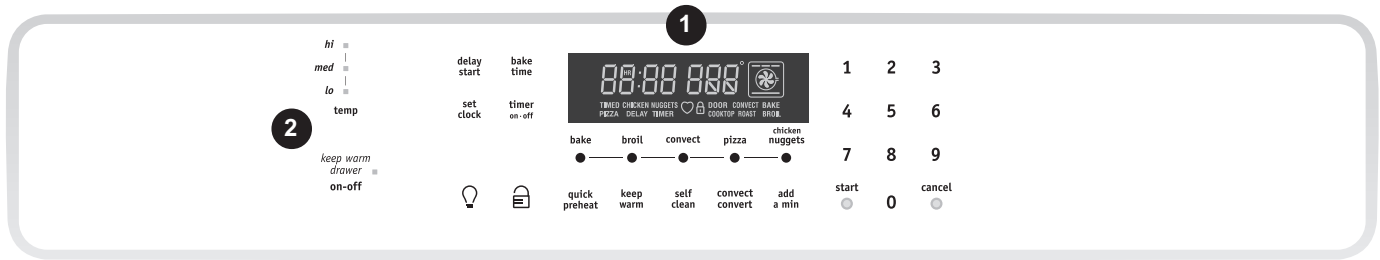 1
hi
med
lo
temp
2
keep warm
drawer
on-off
delay
start
bake
time
set
clock
timer
on·off
88:88 888°
HR
TIMED CHICKEN NUGGETS DOOR CONVECT BAKE
PIZZA DELAY TIMER COOKTOP ROAST BROIL
bake
broil
convect
pizza
chicken
nuggets
quick
preheat
keep
warm
self
clean
convect
convert
add
a min
1 2 3
4 5 6
7 8 9
start
0
cancel